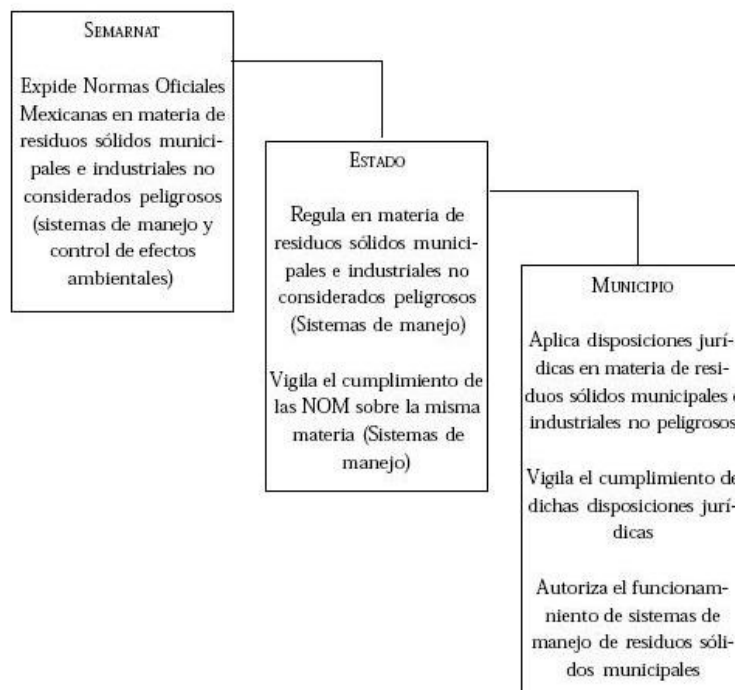 SEMARNAT
Expide Normas Oficiales
Mexicanas en materia de
residuos sólidos munici-
pales e industriales no
considerados peligrosos
(sistemas de manejo y
control de efectos
ambientales)
ESTADO
Regula en materia de
residuos sólidos munici-
pales e industriales no
considerados peligrosos
(Sistemas de manejo)
Vigila el cumplimiento de
las NOM sobre la misma
materia (Sistemas de
manejo)
MUNICIPIO
Aplica disposiciones jurí-
dicas en materia de resi-
duos sólidos municipales e
industriales no peligrosos
Vigila el cumplimiento de
dichas disposiciones jurí-
dicas
Autoriza el funcionam-
niento de sistemas de
manejo de residuos sóli-
dos municipales